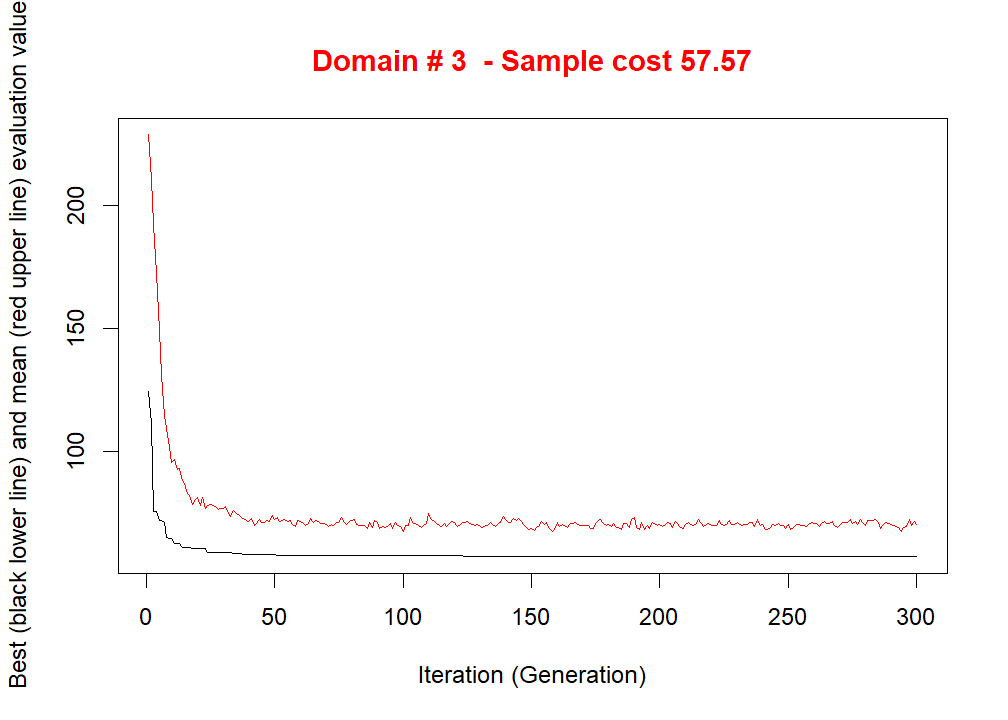 Domain # 3  - Sample cost 57.57
Best (black lower line) and mean (red upper line) evaluation value
200
150
100
0 50 100 150 200 250 300
Iteration (Generation)